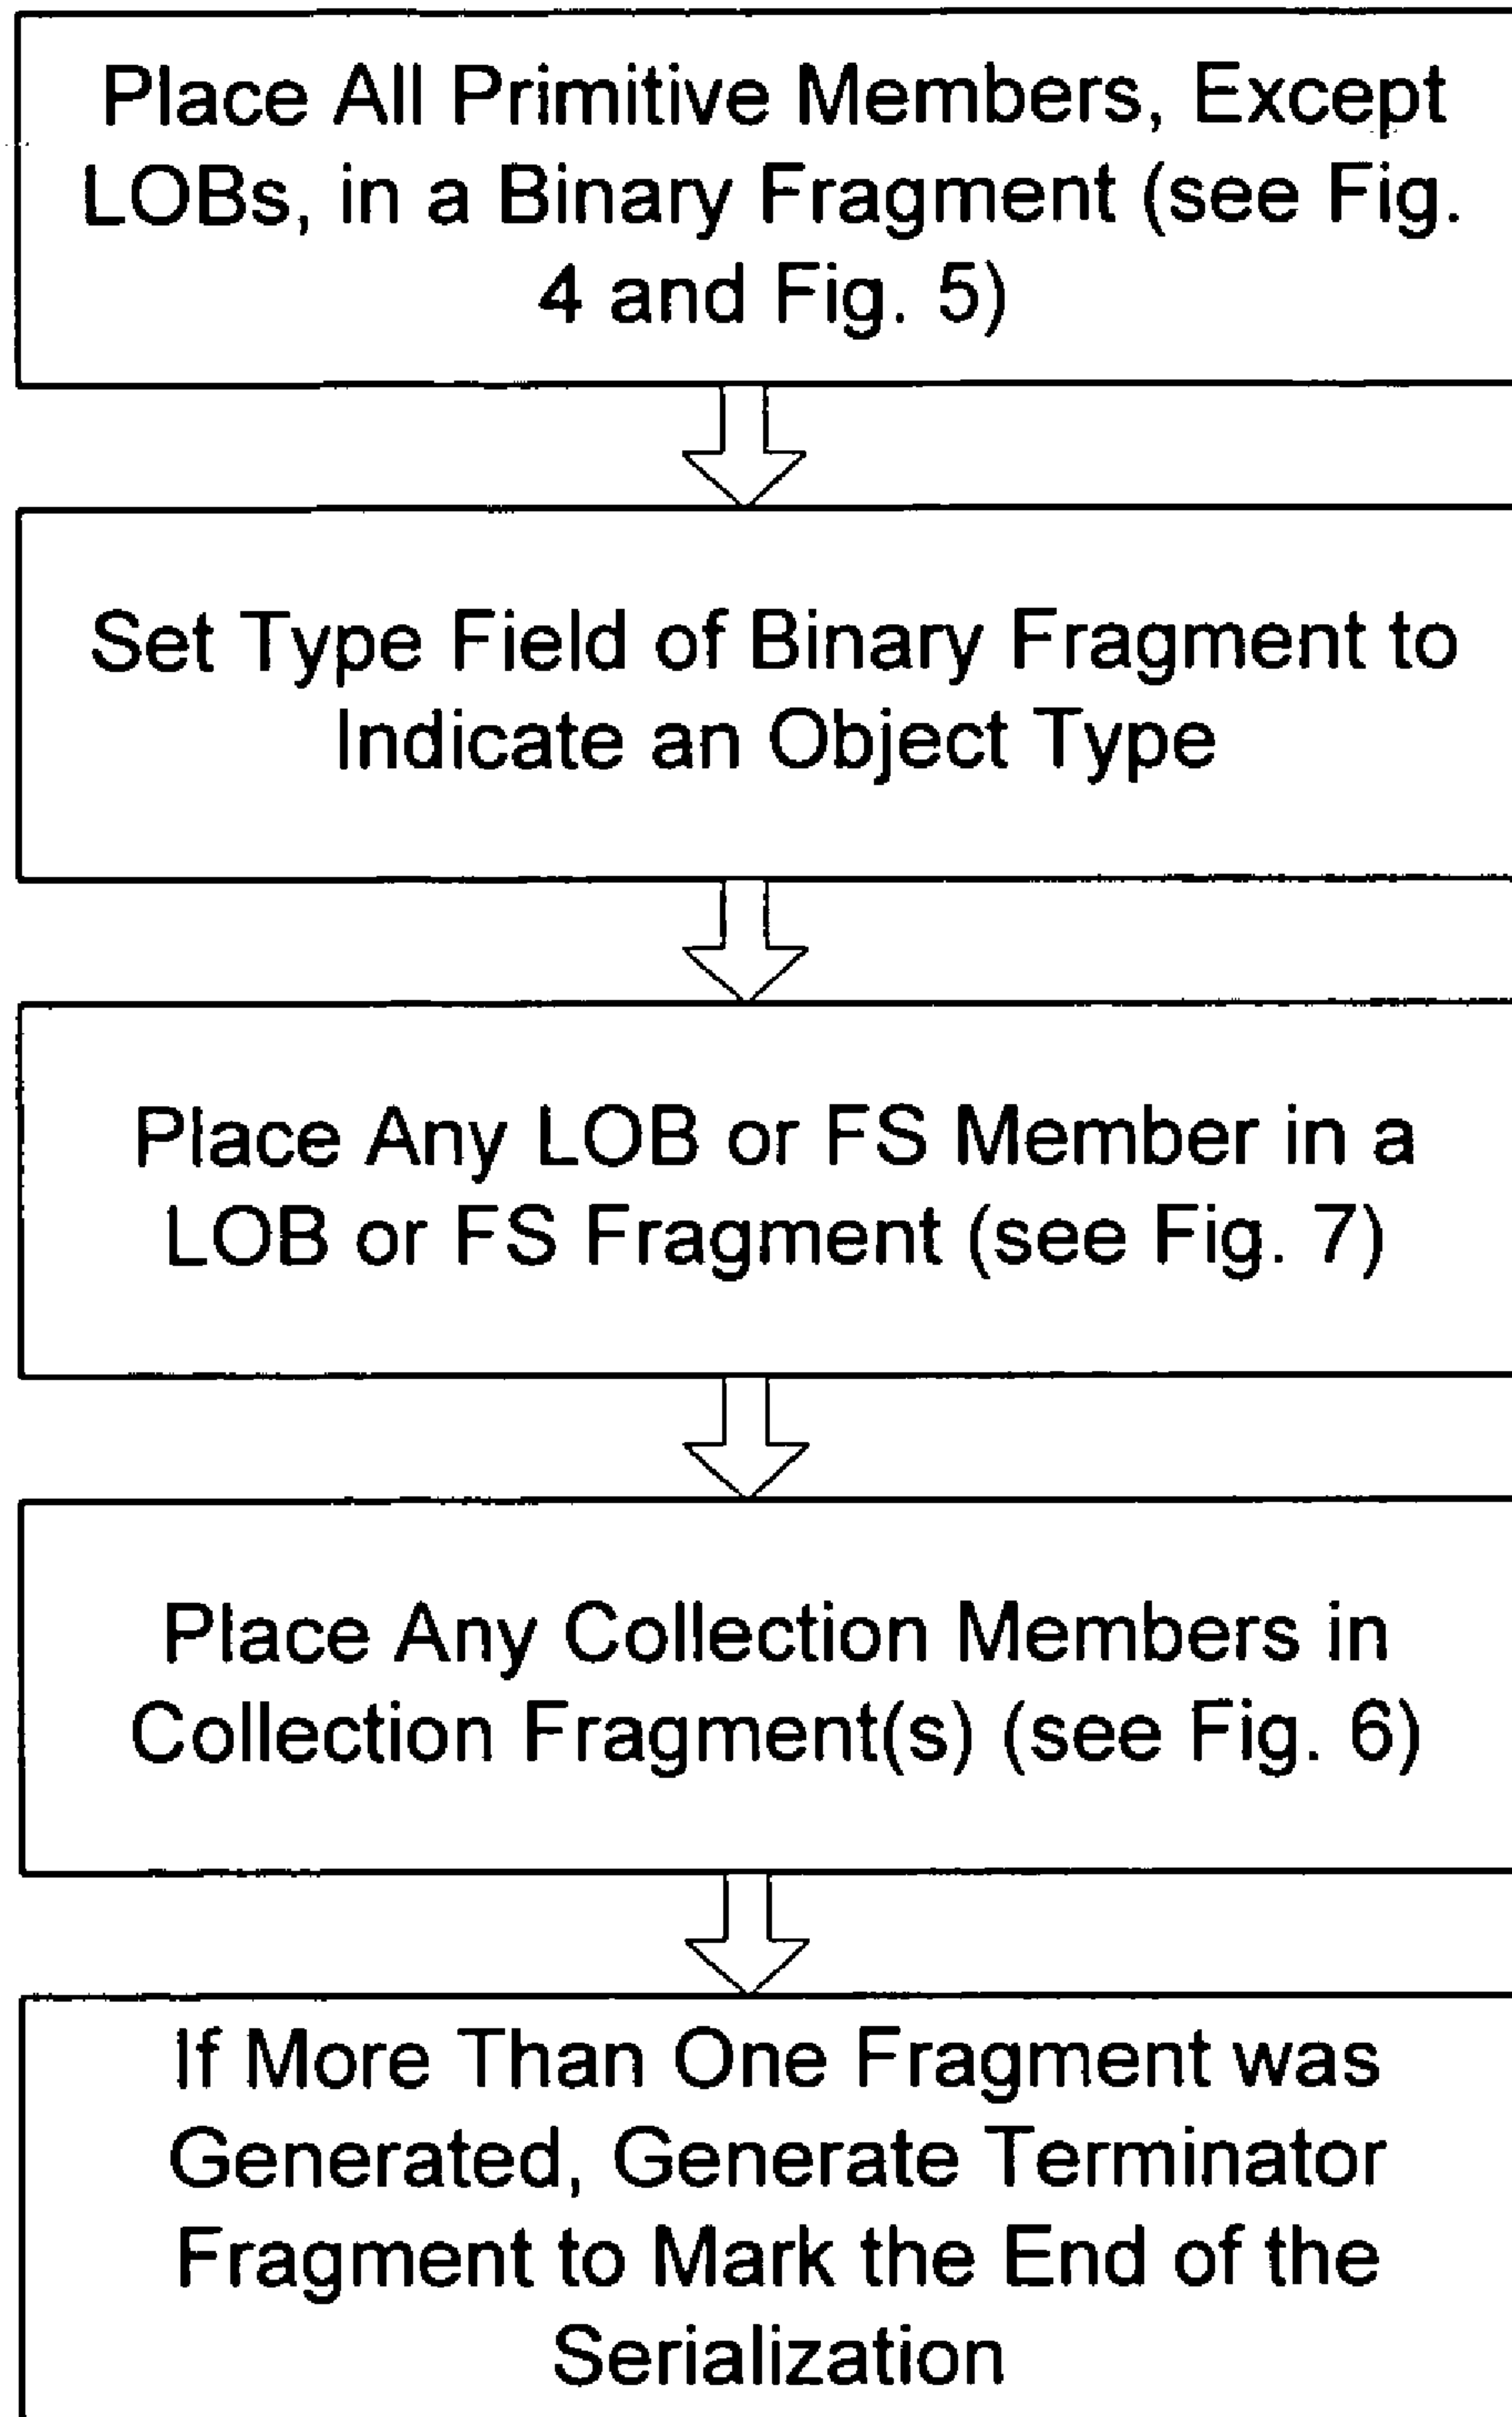 Place All Primitive Members, Except
LOBs, in a Binary Fragment (see Fig.
4 and Fig. 5)
Set Type Field of Binary Fragment to
Indicate an Object Type
Place Any LOB or FS Member in a
LOB or FS Fragment (see Fig. 7)
Place Any Collection Members in
Collection Fragment(s) (see Fig. 6)
If More Than One Fragment was
Generated, Generate Terminator
Fragment to Mark the End of the
Serialization